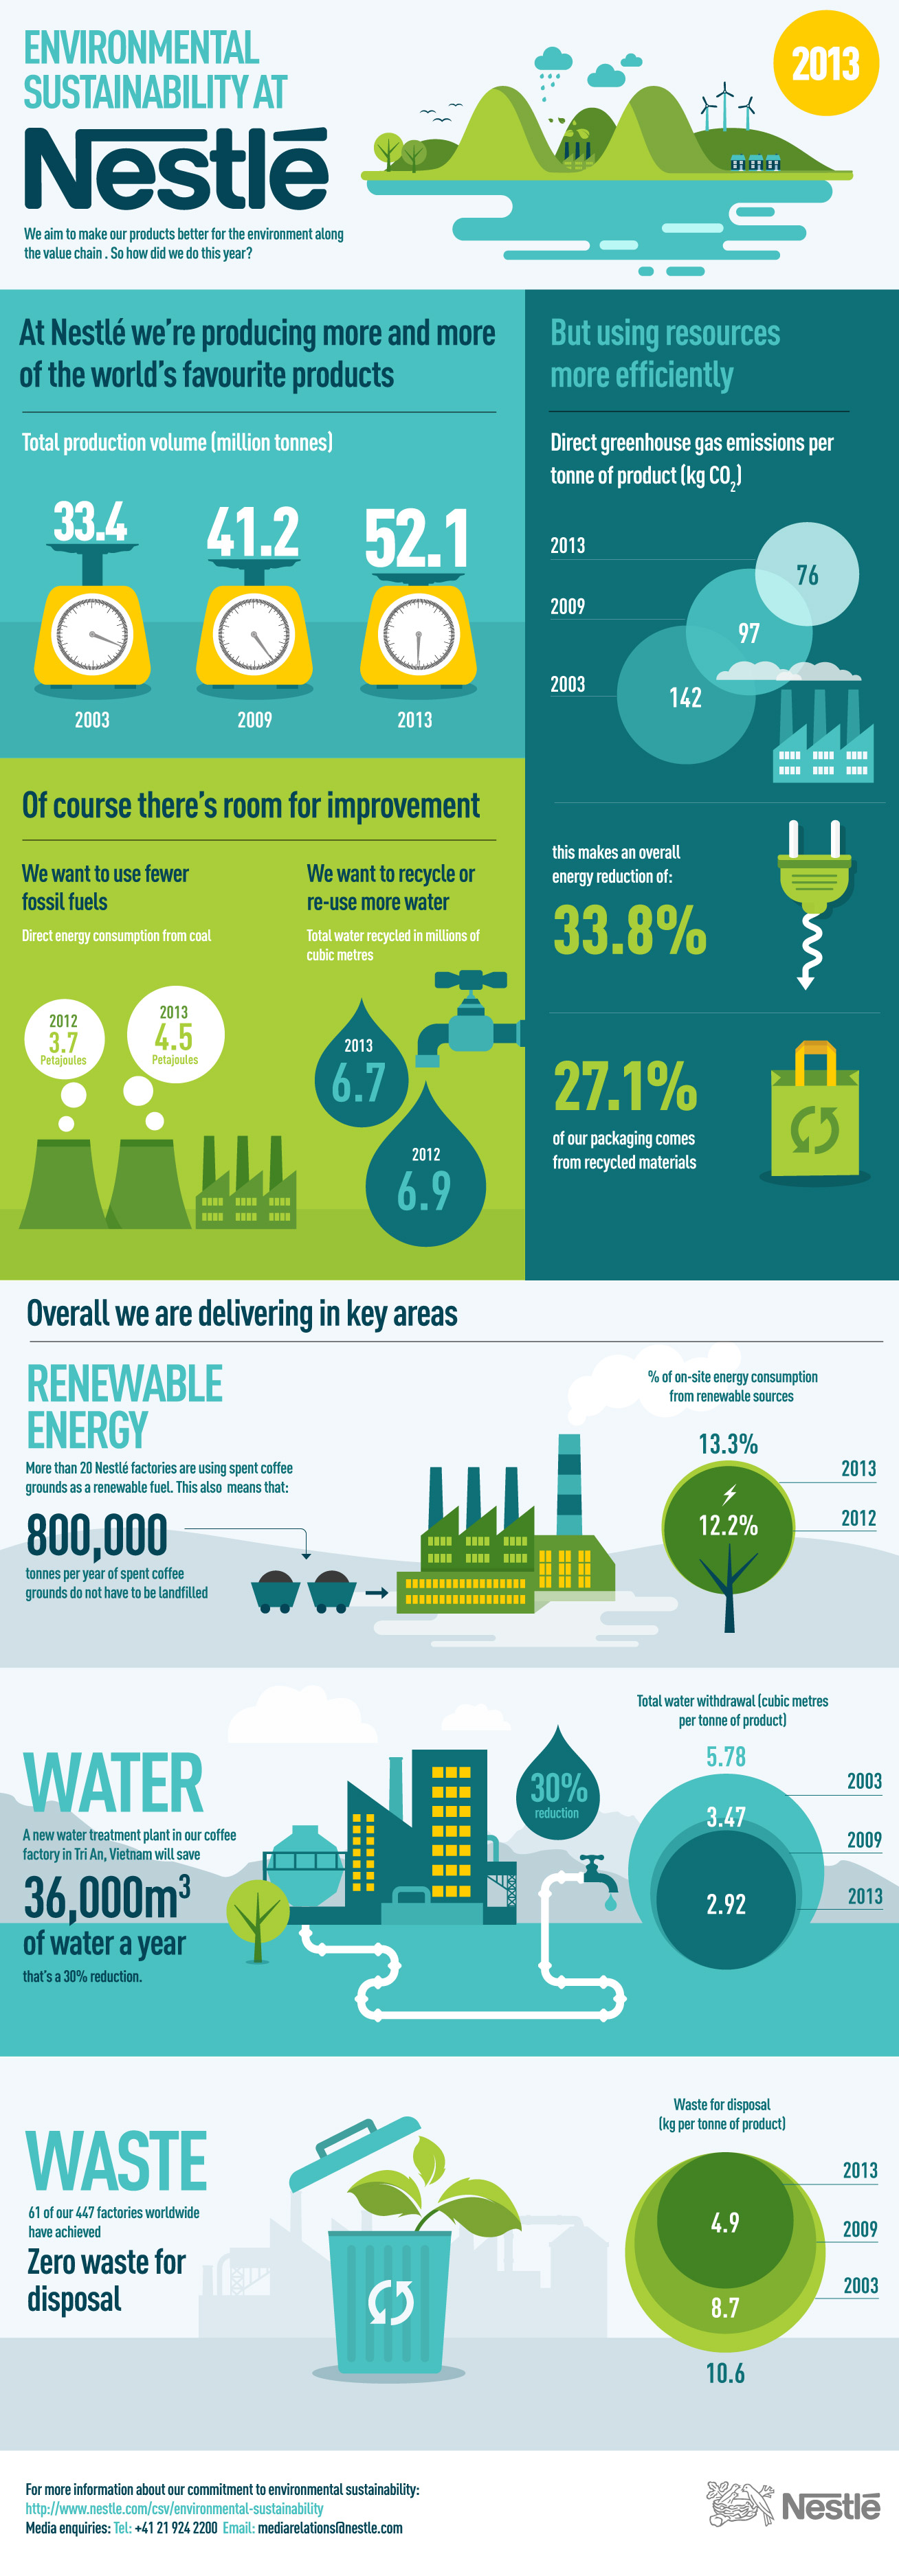 ENVIRONMENTAL
SUSTAINABILITY AT
Nestlé
We aim to make our products better for the environment along
the value chain . So how did we do this year?
2013
At Nestlé we're producing more and more
of the world's favourite products
Total production volume (million tonnes)
33.4
41.2
52.1
2003
2009
2013
But using resources
more efficiently
Direct greenhouse gas emissions per
tonne of product (kg CO2)
2013
76
2009
97
2003
142
this makes an overall
energy reduction of:
33.8%
27.1%
of our packaging comes
from recycled materials
Of course there's room for improvement
We want to use fewer
fossil fuels
Direct energy consumption from coal
2012
3.7
Petajoules
2013
4.5
Petajoules
We want to recycle or
re-use more water
Total water recycled in millions of
cubic metres
2013
6.7
2012
6.9
Overall we are delivering in key areas
RENEWABLE
ENERGY
More than 20 Nestlé factories are using spent coffee
grounds as a renewable fuel. This also means that:
800,000
tonnes per year of spent coffee
grounds do not have to be landfilled
% of on-site energy consumption
from renewable sources
13.3%
2013
12.2%
2012
WATER
A new water treatment plant in our coffee
factory in Tri An, Vietnam will save
36,000m3
of water a year
that's a 30% reduction.
30%
reduction
Total water withdrawal (cubic metres
per tonne of product)
5.78
2003
3.47
2009
2.92
2013
WASTE
61 of our 447 factories worldwide
have achieved
Zero waste for
disposal
Waste for disposal
(kg per tonne of product)
2013
4.9
2009
8.7
2003
10.6
For more information about our commitment to environmental sustainability:
http://www.nestle.com/csv/environmental-sustainability
Media enquiries: Tel: +41 21 924 2200 Email: mediarelations@nestle.com
Nestlé